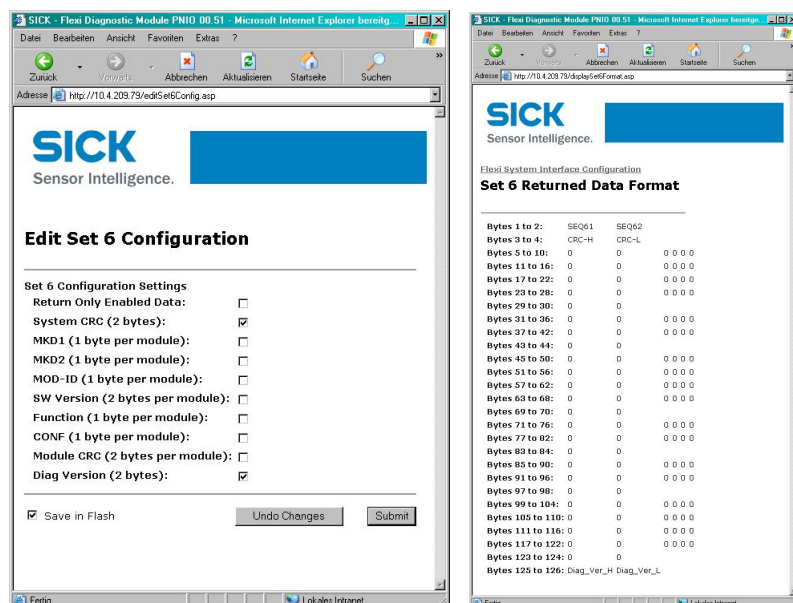 SICK - Flexi Diagnostic Module PNIO 00.51 - Microsoft Internet Explorer bereitg...
Datei Bearbeiten Ansicht Favoriten Extras ?
Zurück Vorwärts Abbrechen Aktualisieren Startseite Suchen »
Adresse http://10.4.209.79/editSet6Config.asp
SICK
Sensor Intelligence.
Edit Set 6 Configuration
Set 6 Configuration Settings
Return Only Enabled Data:
System CRC (2 bytes):
MKD1 (1 byte per module):
MKD2 (1 byte per module):
MOD-ID (1 byte per module):
SW Version (2 bytes per module):
Function (1 byte per module):
CONF (1 byte per module):
Module CRC (2 bytes per module):
Diag Version (2 bytes):
Save in Flash Undo Changes Submit
Fertig Lokales Intranet
SICK - Flexi Diagnostic Module PNIO 00.51 - Microsoft Internet Explorer bereitge...
Datei Bearbeiten Ansicht Favoriten Extras ?
Zurück Vorwärts Abbrechen Aktualisieren Startseite Suchen
Adresse http://10.4.209.79/displaySet6Format.asp
SICK
Sensor Intelligence.
Flexi System Interface Configuration
Set 6 Returned Data Format
Bytes 1 to 2: SEQ61 SEQ62
Bytes 3 to 4: CRC-H CRC-L
Bytes 5 to 10: 0 0 0 0 0 0
Bytes 11 to 16: 0 0 0 0 0 0
Bytes 17 to 22: 0 0 0 0 0 0
Bytes 23 to 28: 0 0 0 0 0 0
Bytes 29 to 30: 0 0
Bytes 31 to 36: 0 0 0 0 0 0
Bytes 37 to 42: 0 0 0 0 0 0
Bytes 43 to 44: 0 0
Bytes 45 to 50: 0 0 0 0 0 0
Bytes 51 to 56: 0 0 0 0 0 0
Bytes 57 to 62: 0 0 0 0 0 0
Bytes 63 to 68: 0 0 0 0 0 0
Bytes 69 to 70: 0 0
Bytes 71 to 76: 0 0 0 0 0 0
Bytes 77 to 82: 0 0 0 0 0 0
Bytes 83 to 84: 0 0
Bytes 85 to 90: 0 0 0 0 0 0
Bytes 91 to 96: 0 0 0 0 0 0
Bytes 97 to 98: 0 0
Bytes 99 to 104: 0 0 0 0 0 0
Bytes 105 to 110: 0 0 0 0 0 0
Bytes 111 to 116: 0 0 0 0 0 0
Bytes 117 to 122: 0 0 0 0 0 0
Bytes 123 to 124: 0 0
Bytes 125 to 126: Diag_Ver_H Diag_Ver_L
Fertig Lokales Intranet